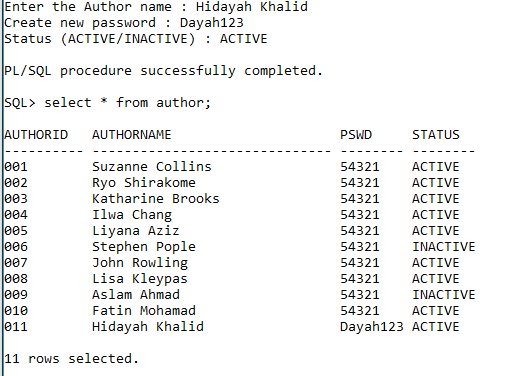 Enter the Author name : Hidayah Khalid
Create new password : Dayah123
Status (ACTIVE/INACTIVE) : ACTIVE
PL/SQL procedure successfully completed.
SQL> select * from author;
AUTHORID   AUTHORNAME                     PSWD     STATUS
---------- ------------------------------ -------- --------
001        Suzanne Collins                54321    ACTIVE
002        Ryo Shirakome                  54321    ACTIVE
003        Katharine Brooks               54321    ACTIVE
004        Ilwa Chang                     54321    ACTIVE
005        Liyana Aziz                    54321    ACTIVE
006        Stephen Pople                  54321    INACTIVE
007        John Rowling                   54321    ACTIVE
008        Lisa Kleypas                   54321    ACTIVE
009        Aslam Ahmad                    54321    INACTIVE
010        Fatin Mohamad                  54321    ACTIVE
011        Hidayah Khalid                 Dayah123 ACTIVE
11 rows selected.